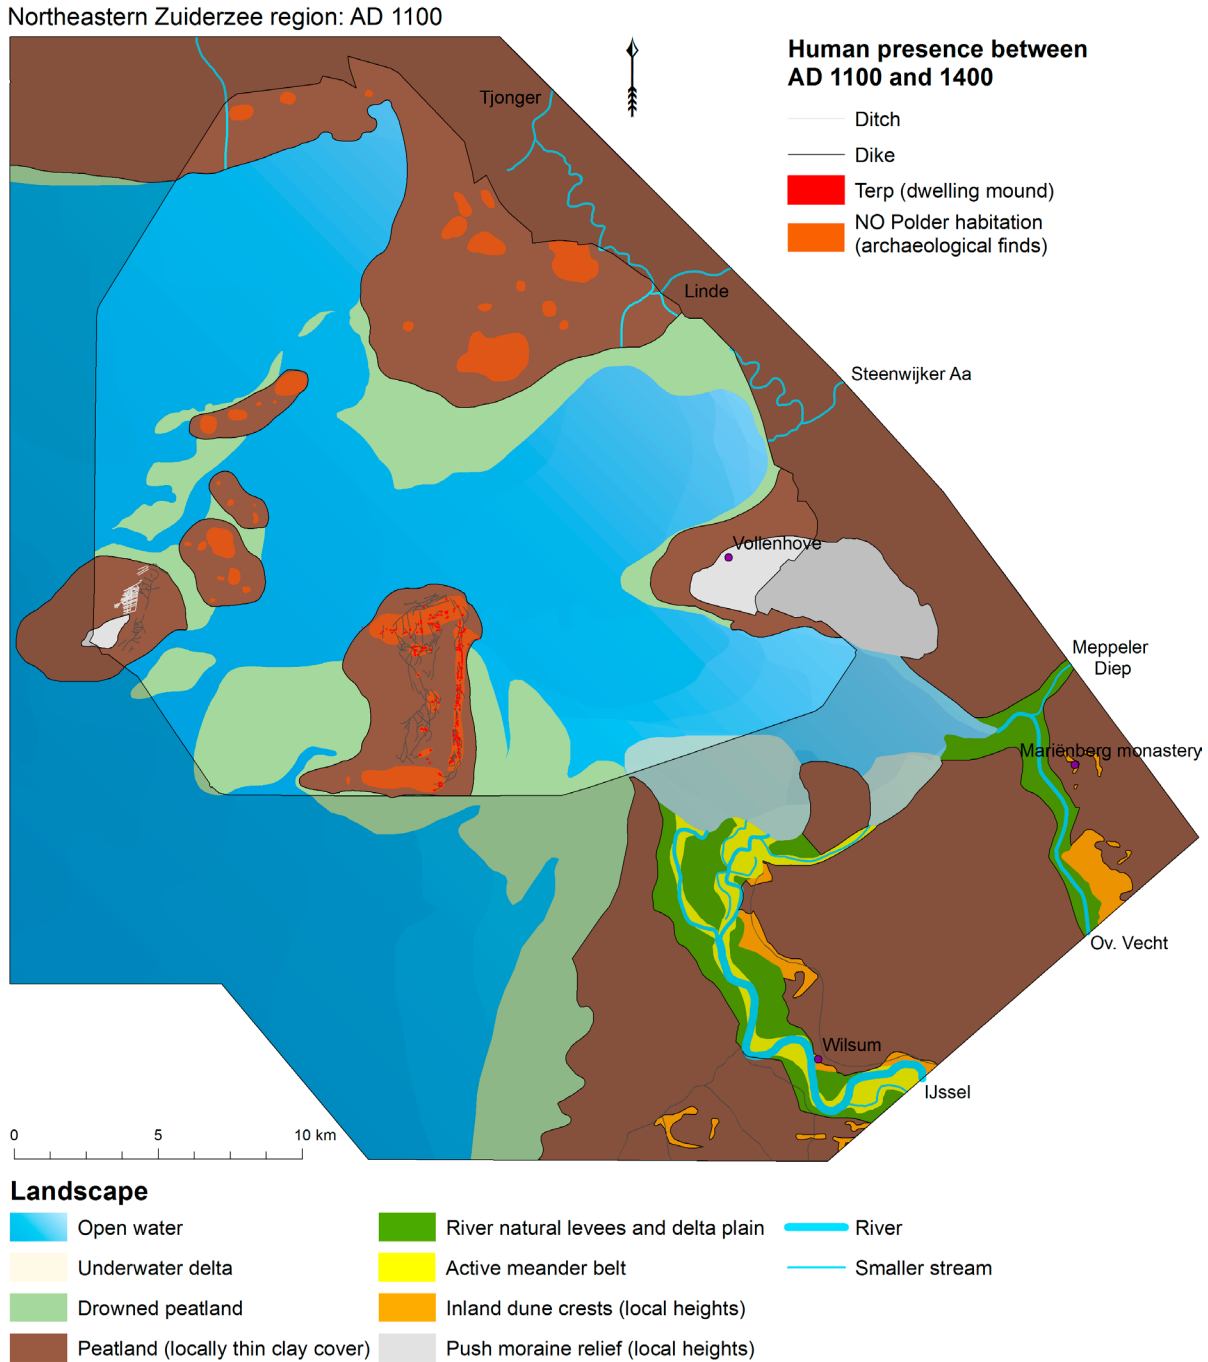 Northeastern Zuiderzee region: AD 1100
Human presence between
AD 1100 and 1400
Ditch
Dike
Terp (dwelling mound)
NO Polder habitation
(archaeological finds)
Tjonger
Linde
Steenwijker Aa
Vollenhove
Meppeler
Diep
Mariënberg monastery
Ov. Vecht
Wilsum
IJssel
0 5 10 km
Landscape
Open water
Underwater delta
Drowned peatland
Peatland (locally thin clay cover)
River natural levees and delta plain
Active meander belt
Inland dune crests (local heights)
Push moraine relief (local heights)
River
Smaller stream